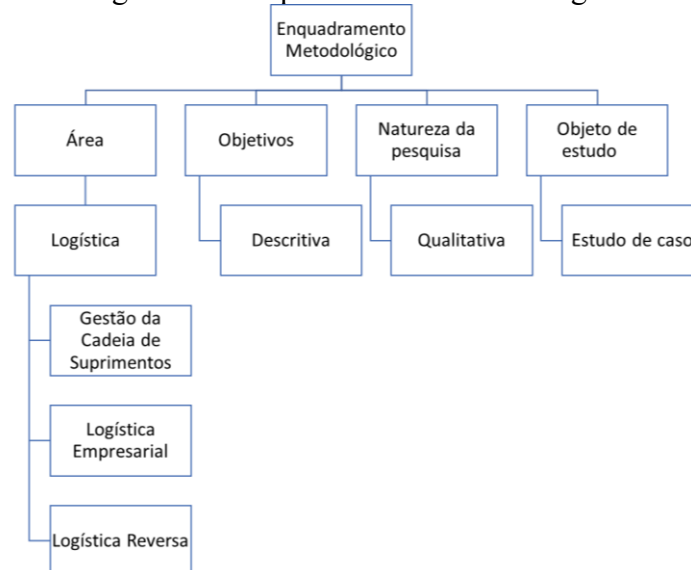 Enquadramento
Metodológico
Área
Objetivos
Natureza da
pesquisa
Objeto de
estudo
Logística
Descritiva
Qualitativa
Estudo de caso
Gestão da
Cadeia de
Suprimentos
Logística
Empresarial
Logística Reversa